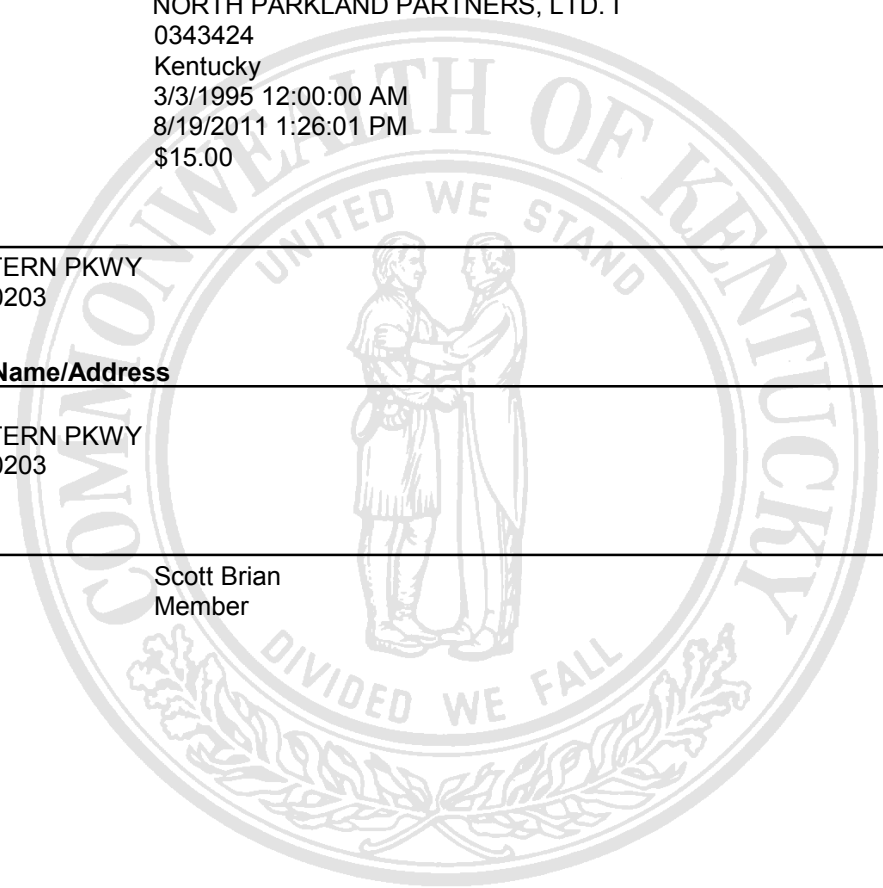 NORTH PARKLAND PARTNERS, LTD. I
0343424
Kentucky
3/3/1995 12:00:00 AM
8/19/2011 1:26:01 PM
$15.00
TERN PKWY
0203
Name/Address
TERN PKWY
0203
Scott Brian
Member
COMMONWEALTH OF KENTUCKY
UNITED WE STAND
DIVIDED WE FALL